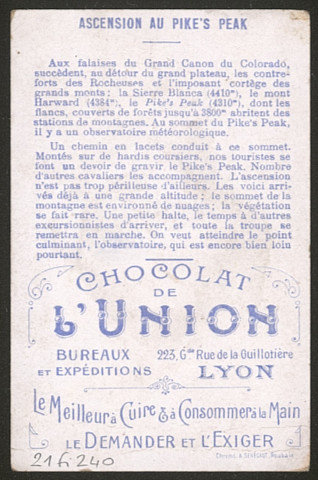 ASCENSION AU PIKE'S PEAK
Aux falaises du Grand Canon du Colorado,
succèdent, au détour du grand plateau, les contre-
forts des Rocheuses et l'imposant cortège des
grands monts : la Sierra Blanca (4410m), le mont
Harward (4384m), le Pike's Peak (4310m), dont les
flancs, couverts de forêts jusqu'à 3800m abritent des
stations de montagnes. Au sommet du Pike's Peak,
il y a un observatoire météorologique.
Un chemin en lacets conduit à ce sommet.
Montés sur de hardis coursiers, nos touristes se
font un devoir de gravir le Pike's Peak. Nombre
d'autres cavaliers les accompagnent. L'ascension
n'est pas trop périlleuse d'ailleurs. Les voici arri-
vés déjà à une grande altitude ; le sommet de la
montagne est environné de nuages ; la végétation
se fait rare. Une petite halte, le temps à d'autres
excursionnistes d'arriver, et toute la troupe se
remettra en marche. On veut atteindre le point
culminant, l'observatoire, qui est encore bien loin
pourtant.
CHOCOLAT
DE
L'UNION
BUREAUX 223, Gde Rue de la Guillotière
ET EXPÉDITIONS LYON
Le Meilleur à Cuire & à Consommer à la Main
LE DEMANDER ET L'EXIGER
21 fi 240